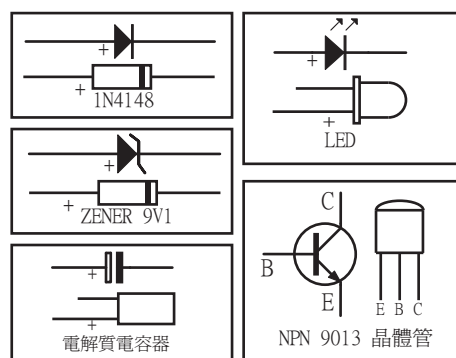 +
+
1N4148
+
+
ZENER 9V1
+
+
電解質電容器
+
+
LED
C
B
E
E B C
NPN 9013 晶體管